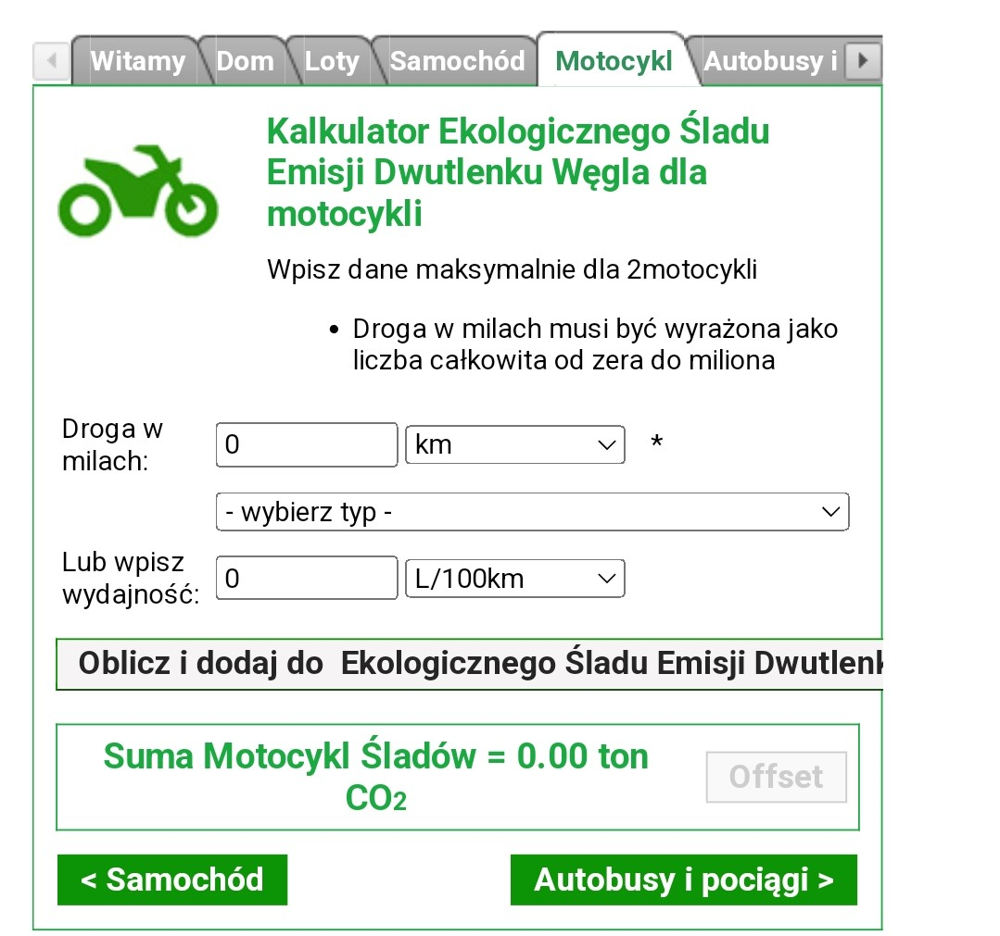 Witamy Dom Loty Samochód Motocykl Autobusy i
Kalkulator Ekologicznego Śladu
Emisji Dwutlenku Węgla dla
motocykli
Wpisz dane maksymalnie dla 2motocykli
• Droga w milach musi być wyrażona jako
liczba całkowita od zera do miliona
Droga w
milach:
0 km *
- wybierz typ -
Lub wpisz
wydajność:
0 L/100km
Oblicz i dodaj do Ekologicznego Śladu Emisji Dwutlenk
Suma Motocykl Śladów = 0.00 ton
CO2
Offset
< Samochód Autobusy i pociągi >